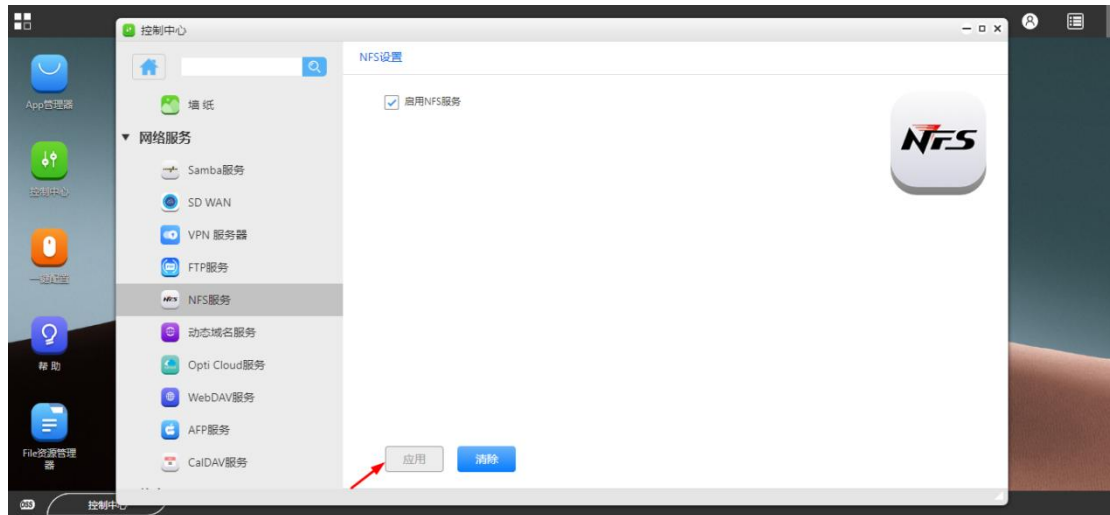 控制中心
NFS设置
App管理器
墙纸
启用NFS服务
NFS
网络服务
Samba服务
控制中心
SD WAN
VPN 服务器
FTP服务
一键配置
NFS服务
动态域名服务
帮助
Opti Cloud服务
WebDAV服务
AFP服务
File资源管理器
CalDAV服务
应用
清除
控制中心